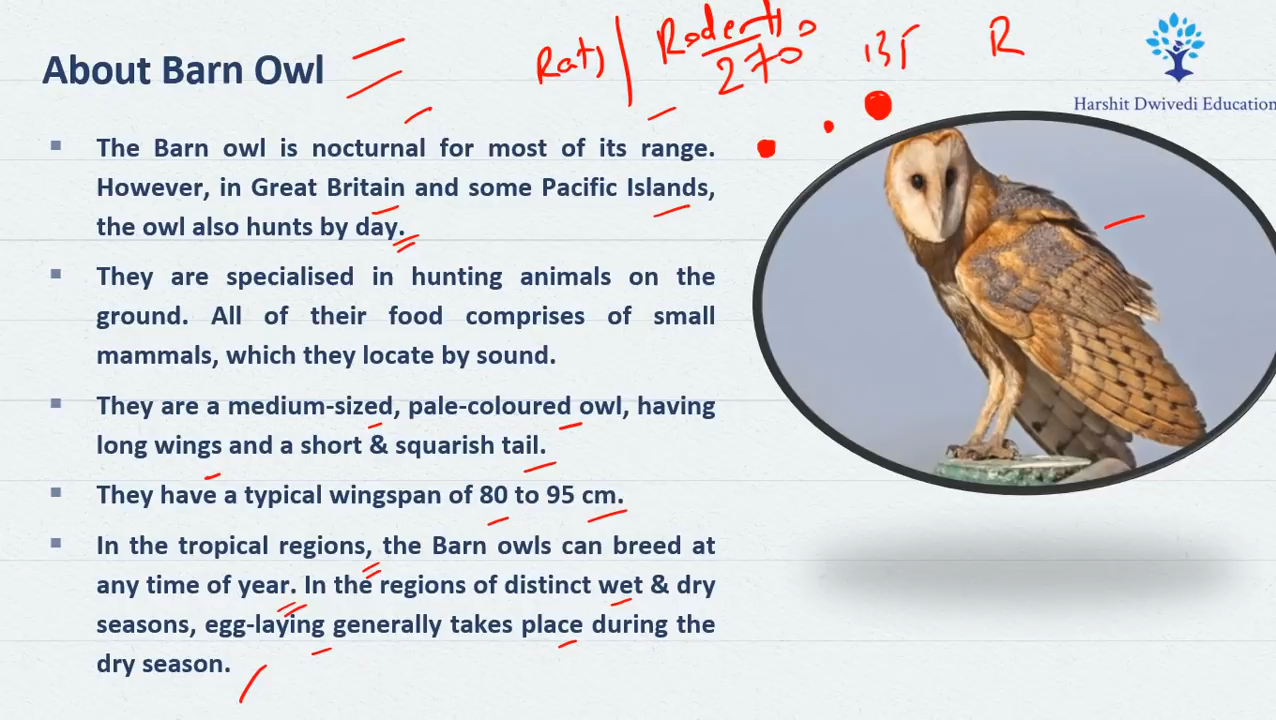 Rats
Rodents
270
135
R
About Barn Owl
Harshit Dwivedi Education
▪ The Barn owl is nocturnal for most of its range.
However, in Great Britain and some Pacific Islands,
the owl also hunts by day.
▪ They are specialised in hunting animals on the
ground. All of their food comprises of small
mammals, which they locate by sound.
▪ They are a medium-sized, pale-coloured owl, having
long wings and a short & squarish tail.
▪ They have a typical wingspan of 80 to 95 cm.
▪ In the tropical regions, the Barn owls can breed at
any time of year. In the regions of distinct wet & dry
seasons, egg-laying generally takes place during the
dry season.